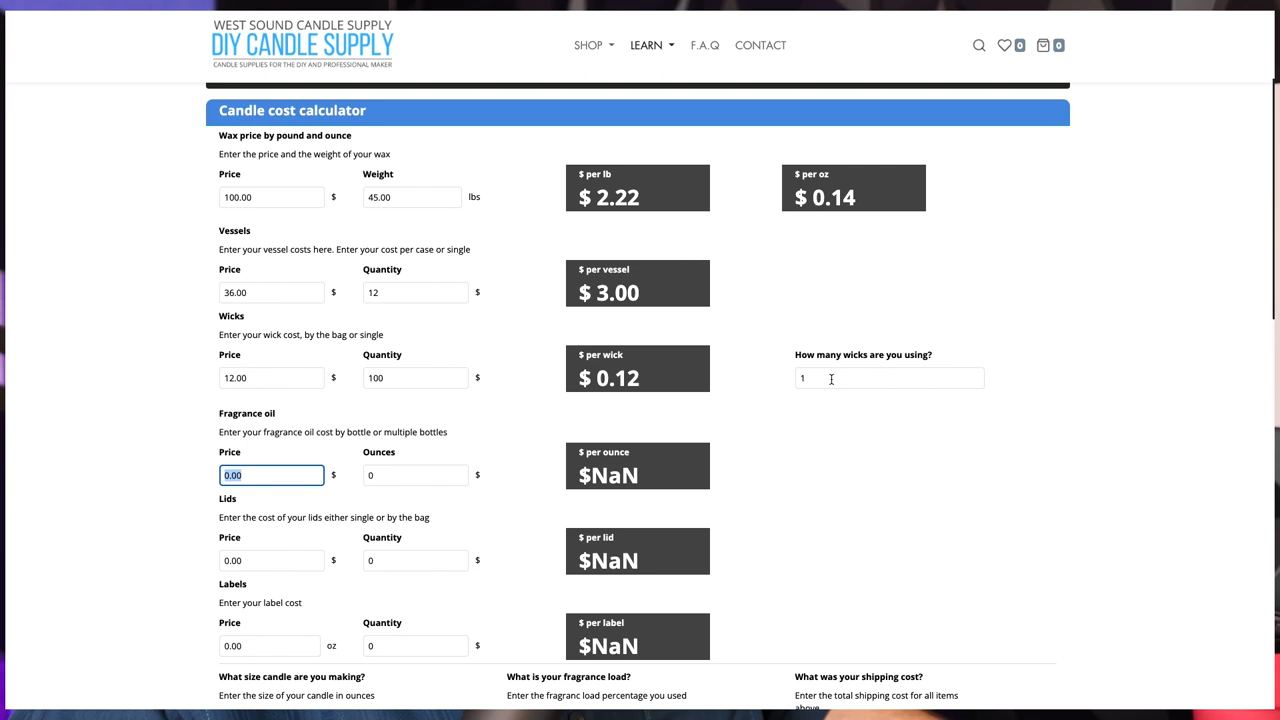 WEST SOUND CANDLE SUPPLY
DIY CANDLE SUPPLY
CANDLE SUPPLIES FOR THE DIY AND PROFESSIONAL MAKER
SHOP LEARN F.A.Q CONTACT 0 0
Candle cost calculator
Wax price by pound and ounce
Enter the price and the weight of your wax
Price Weight $ per lb $ per oz
100.00 $ 45.00 lbs $ 2.22 $ 0.14
Vessels
Enter your vessel costs here. Enter your cost per case or single
Price Quantity $ per vessel
36.00 $ 12 $ $ 3.00
Wicks
Enter your wick cost, by the bag or single
Price Quantity $ per wick How many wicks are you using?
12.00 $ 100 $ $ 0.12 1
Fragrance oil
Enter your fragrance oil cost by bottle or multiple bottles
Price Ounces $ per ounce
0.00 $ 0 $ $NaN
Lids
Enter the cost of your lids either single or by the bag
Price Quantity $ per lid
0.00 $ 0 $ $NaN
Labels
Enter your label cost
Price Quantity $ per label
0.00 oz 0 $ $NaN
What size candle are you making? What is your fragrance load? What was your shipping cost?
Enter the size of your candle in ounces Enter the fragranc load percentage you used Enter the total shipping cost for all items
above